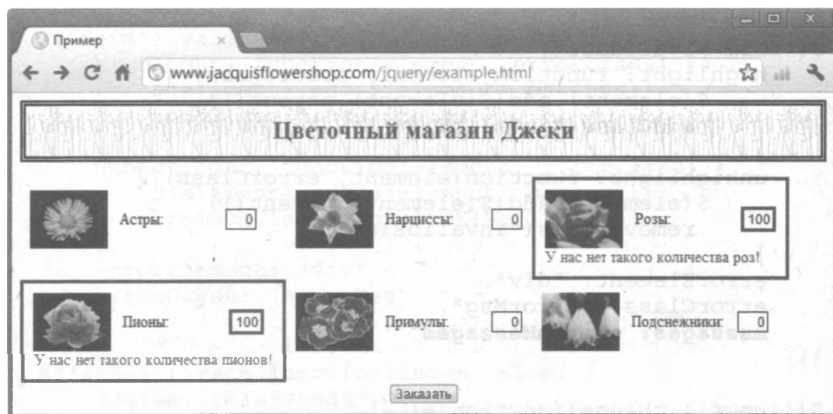 Пример
www.jacquisflowershop.com/jquery/example.html
Цветочный магазин Джеки
Астры: 0
Нарциссы: 0
Розы: 100
У нас нет такого количества роз!
Пионы: 100
Примулы: 0
Подснежники: 0
У нас нет такого количества пионов!
Заказать